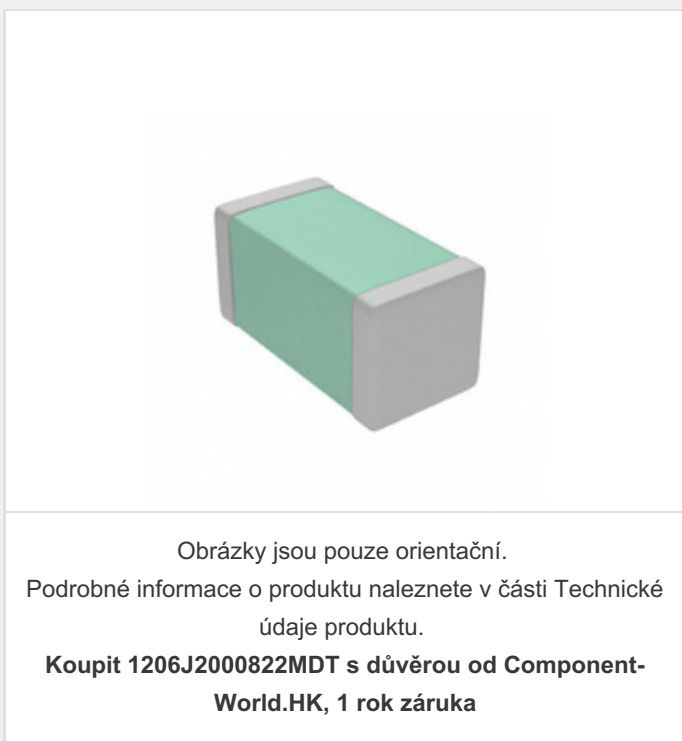 Obrázky jsou pouze orientační.
Podrobné informace o produktu naleznete v části Technické
údaje produktu.
Koupit 1206J2000822MDT s důvěrou od Component-
World.HK, 1 rok záruka